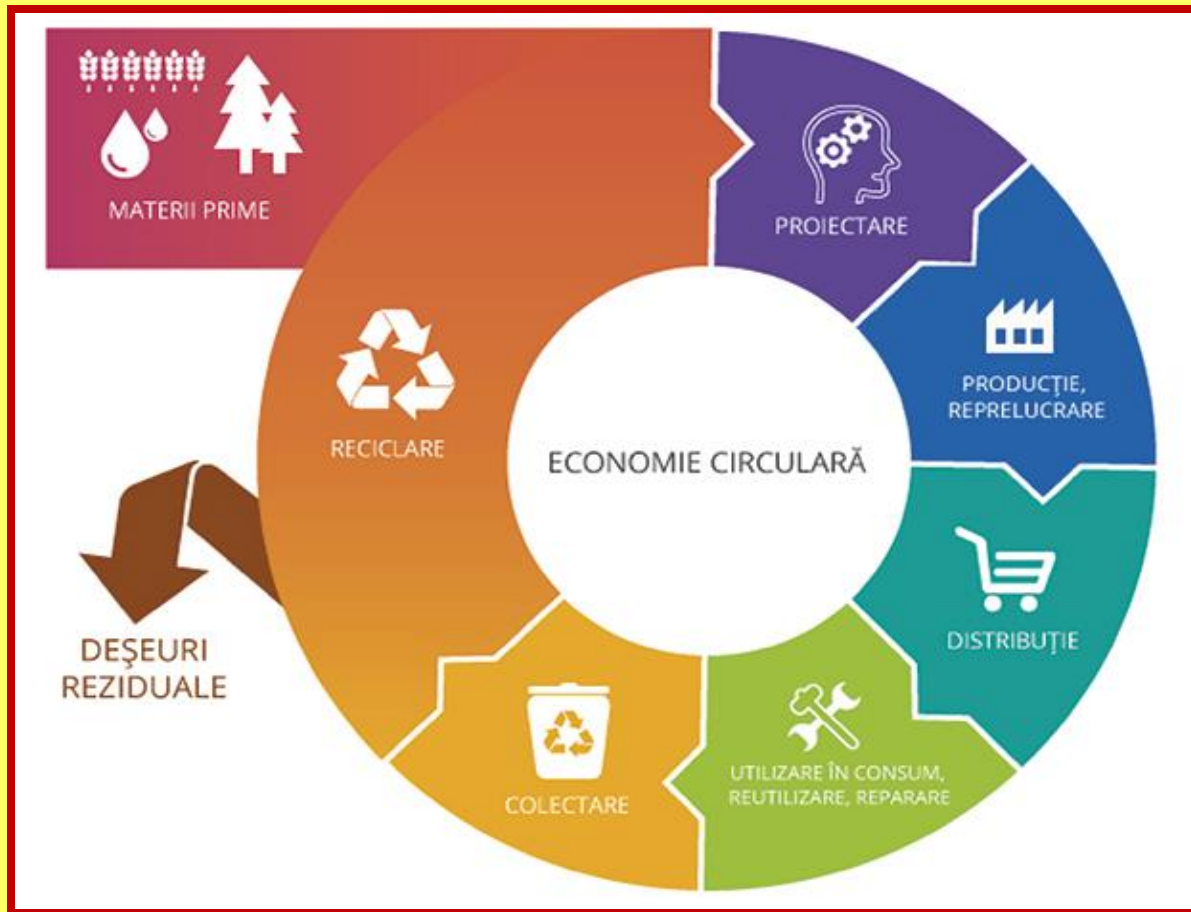 MATERII PRIME
PROIECTARE
PRODUCŢIE,
REPRELUCRARE
DISTRIBUŢIE
UTILIZARE ÎN CONSUM,
REUTILIZARE, REPARARE
COLECTARE
RECICLARE
DEŞEURI
REZIDUALE
ECONOMIE CIRCULARĂ